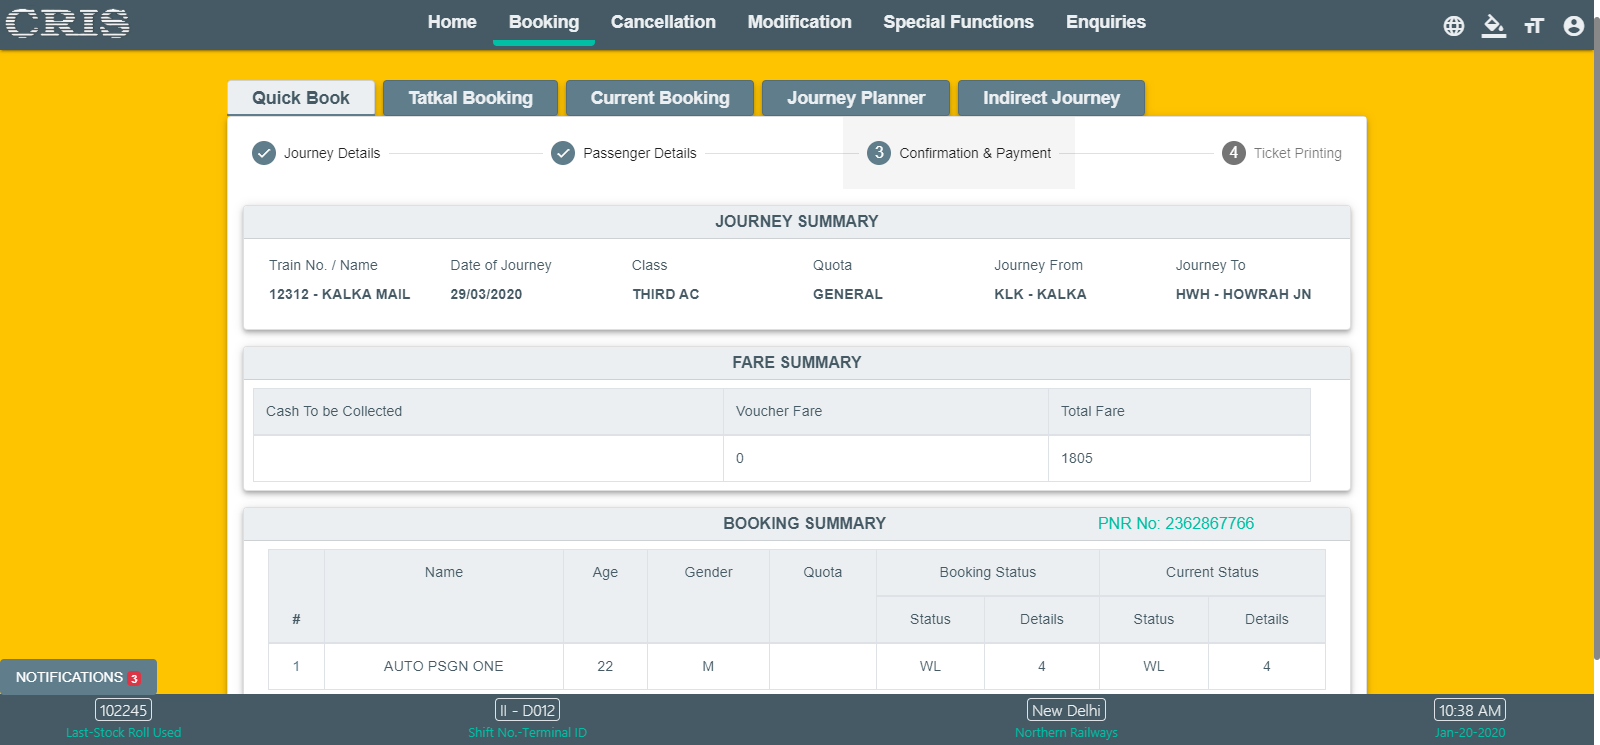 CRIS
Home Booking Cancellation Modification Special Functions Enquiries
Quick Book Tatkal Booking Current Booking Journey Planner Indirect Journey
Journey Details Passenger Details 3 Confirmation & Payment 4 Ticket Printing
JOURNEY SUMMARY
Train No. / Name Date of Journey Class Quota Journey From Journey To
12312 - KALKA MAIL 29/03/2020 THIRD AC GENERAL KLK - KALKA HWH - HOWRAH JN
FARE SUMMARY
Cash To be Collected Voucher Fare Total Fare
0 1805
BOOKING SUMMARY PNR No: 2362867766
Name Age Gender Quota Booking Status Current Status
# Status Details Status Details
1 AUTO PSGN ONE 22 M WL 4 WL 4
NOTIFICATIONS 3
102245 II - D012 New Delhi 10:38 AM
Last-Stock Roll Used Shift No.-Terminal ID Northern Railways Jan-20-2020